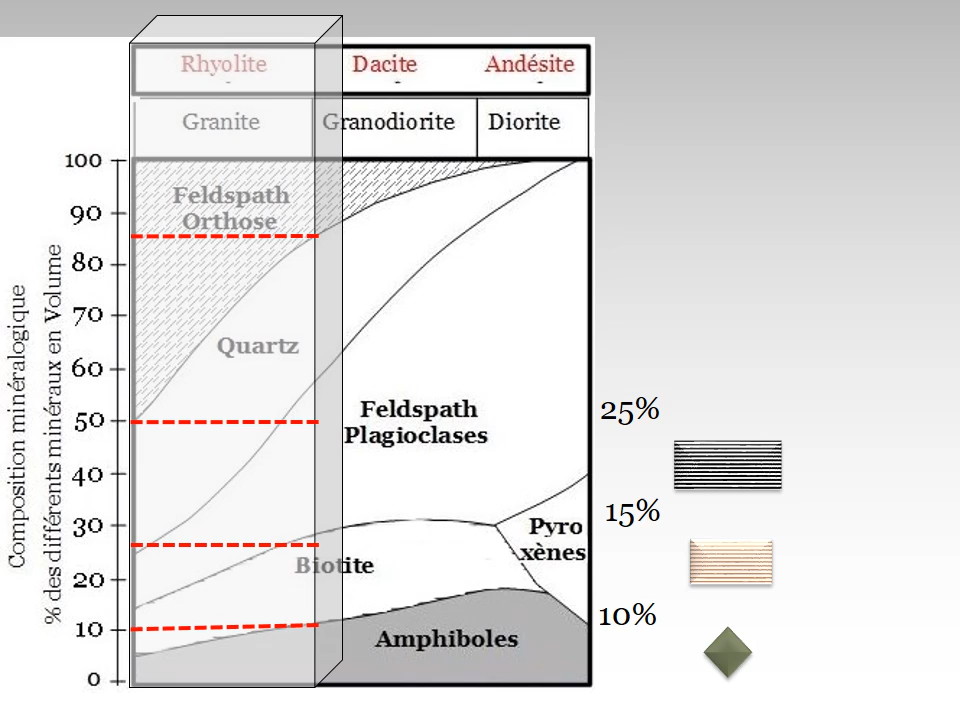 Rhyolite Dacite Andésite
Granite Granodiorite Diorite
Composition minéralogique
% des différents minéraux en Volume
100
90
80
70
60
50
40
30
20
10
0
Feldspath
Orthose
Quartz
Feldspath
Plagioclases
Pyro
xènes
Biotite
Amphiboles
25%
15%
10%